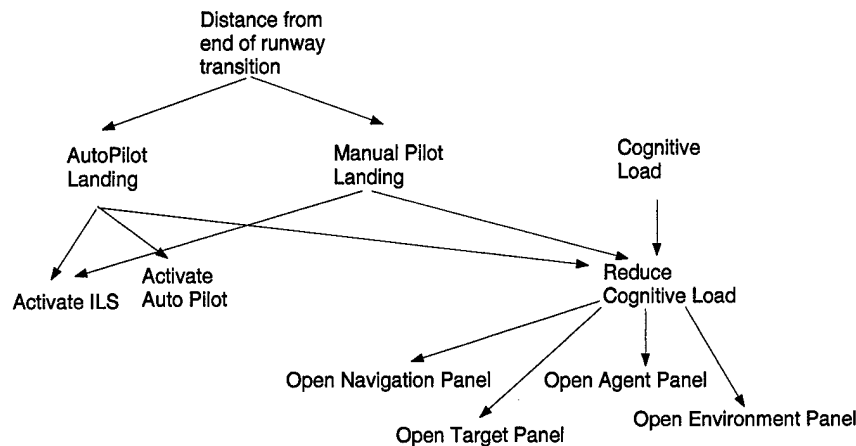 Distance from
end of runway
transition
AutoPilot
Landing
Manual Pilot
Landing
Cognitive
Load
Activate ILS
Activate
Auto Pilot
Reduce
Cognitive Load
Open Navigation Panel
Open Agent Panel
Open Target Panel
Open Environment Panel